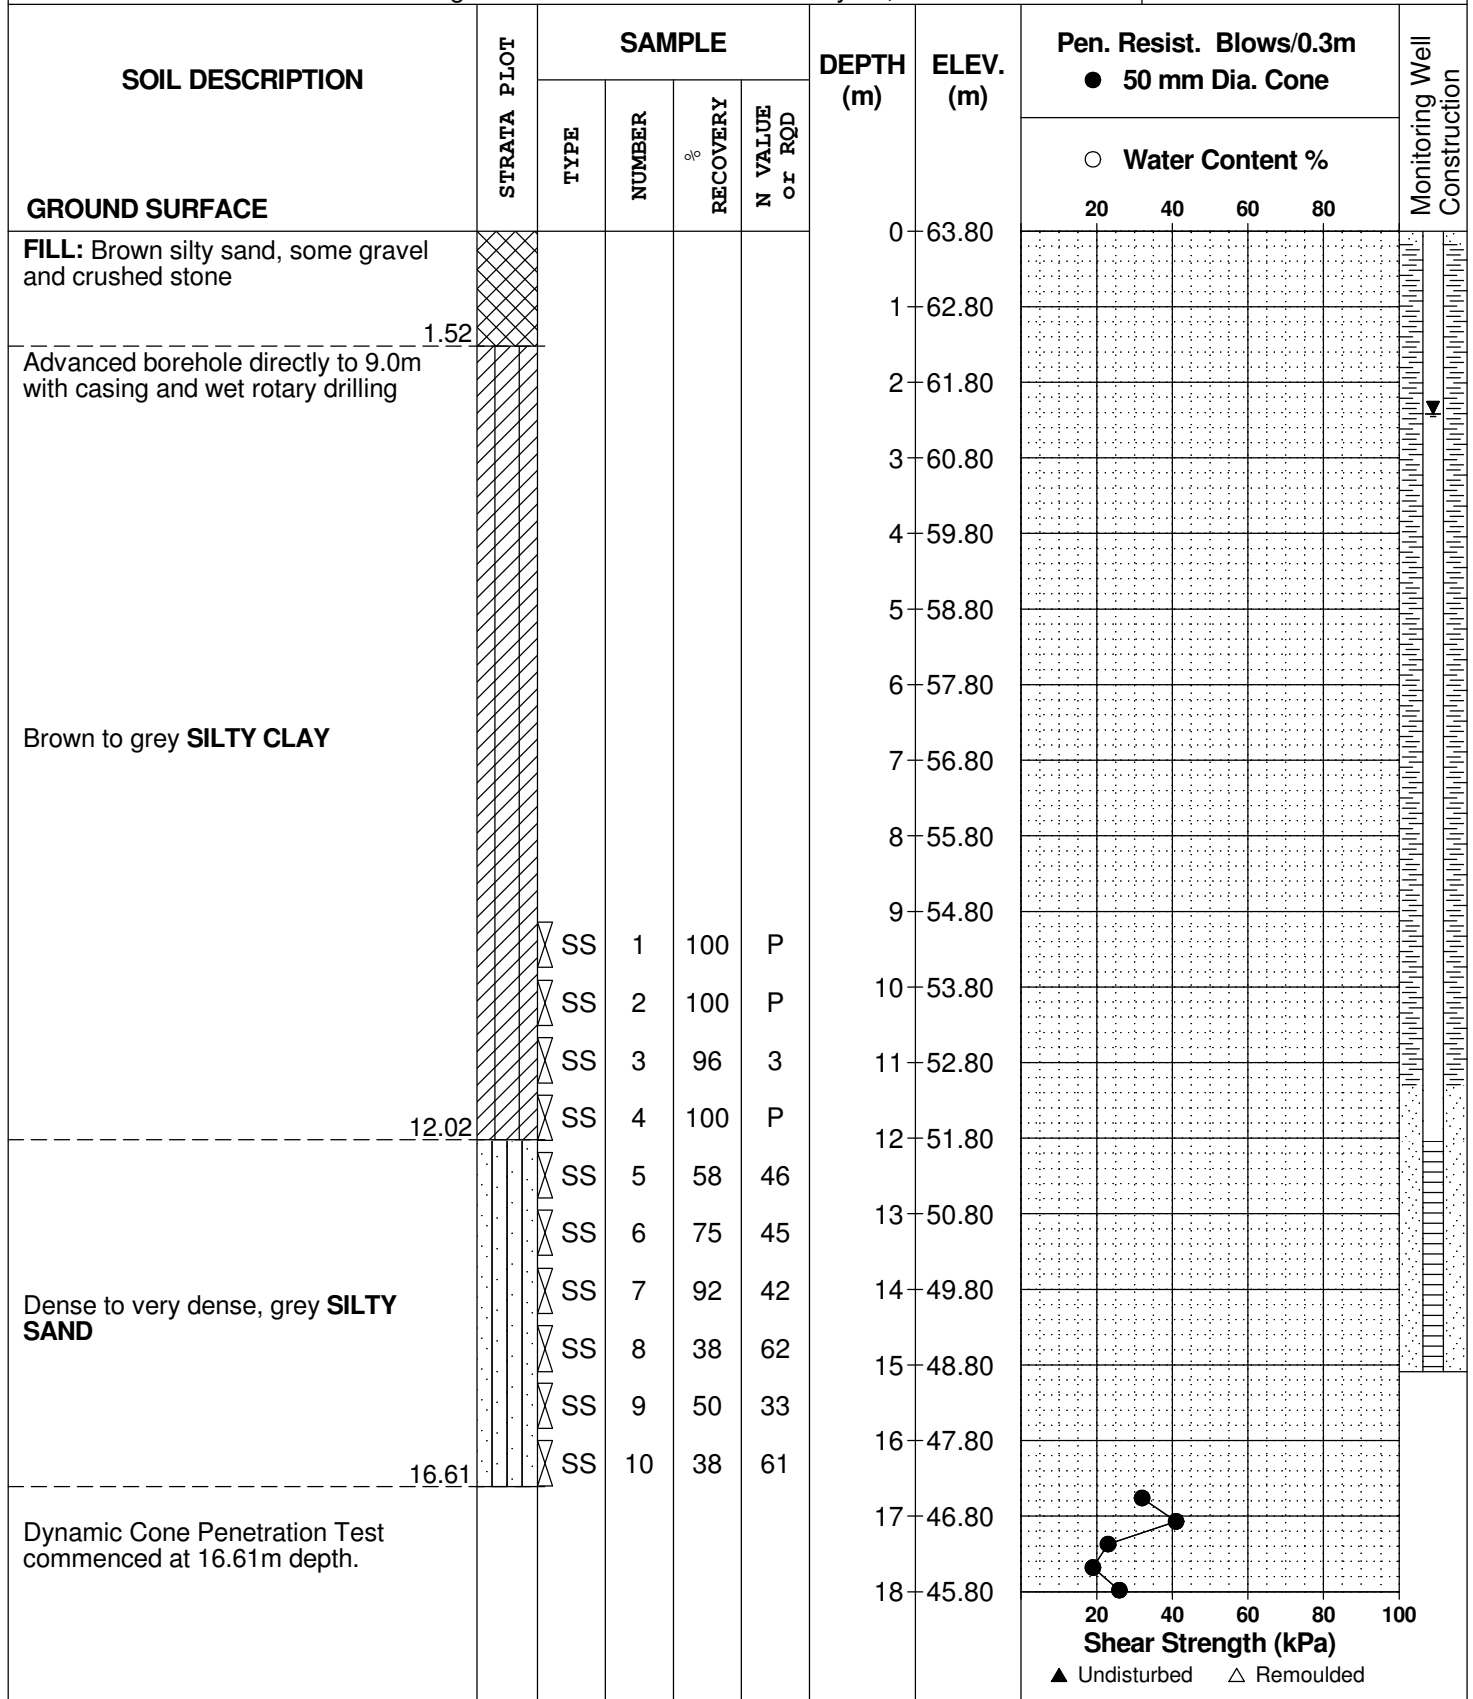 SOIL DESCRIPTION
GROUND SURFACE
STRATA PLOT
SAMPLE
TYPE
NUMBER
%
RECOVERY
N VALUE
or RQD
DEPTH
(m)
ELEV.
(m)
Pen. Resist. Blows/0.3m
● 50 mm Dia. Cone
○ Water Content %
20 40 60 80
Monitoring Well
Construction
0 63.80
FILL: Brown silty sand, some gravel
and crushed stone
1 62.80
1.52
Advanced borehole directly to 9.0m
with casing and wet rotary drilling
2 61.80
3 60.80
4 59.80
5 58.80
6 57.80
Brown to grey SILTY CLAY
7 56.80
8 55.80
9 54.80
SS 1 100 P
10 53.80
SS 2 100 P
SS 3 96 3
11 52.80
SS 4 100 P
12.02
12 51.80
SS 5 58 46
13 50.80
SS 6 75 45
SS 7 92 42
14 49.80
Dense to very dense, grey SILTY
SAND
SS 8 38 62
15 48.80
SS 9 50 33
16 47.80
SS 10 38 61
16.61
17 46.80
Dynamic Cone Penetration Test
commenced at 16.61m depth.
18 45.80
20 40 60 80 100
Shear Strength (kPa)
▲ Undisturbed △ Remoulded